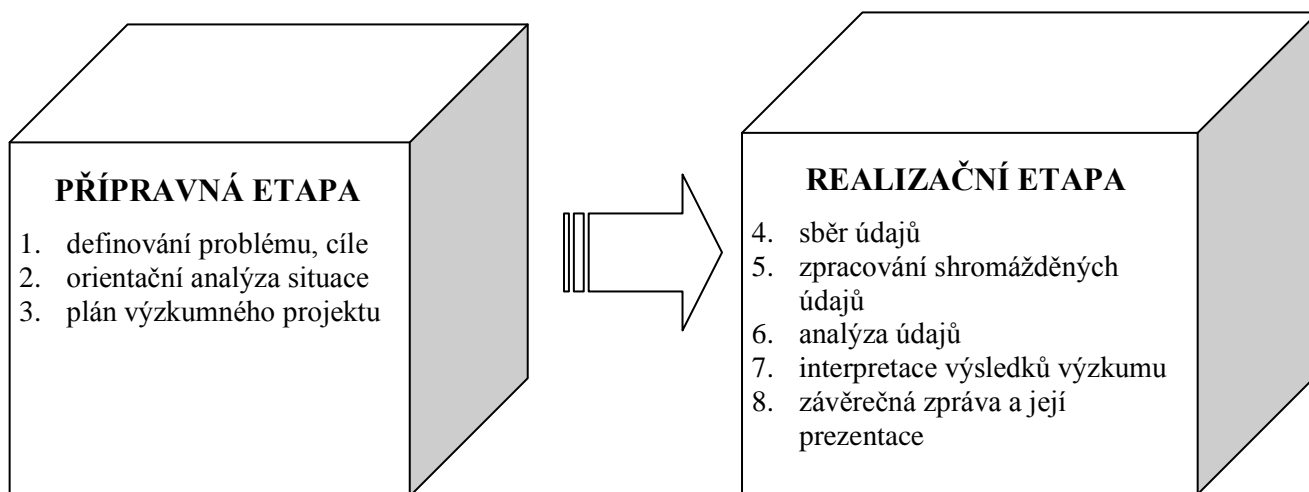 PŘÍPRAVNÁ ETAPA
1. definování problému, cíle
2. orientační analýza situace
3. plán výzkumného projektu
REALIZAČNÍ ETAPA
4. sběr údajů
5. zpracování shromážděných
údajů
6. analýza údajů
7. interpretace výsledků výzkumu
8. závěrečná zpráva a její
prezentace